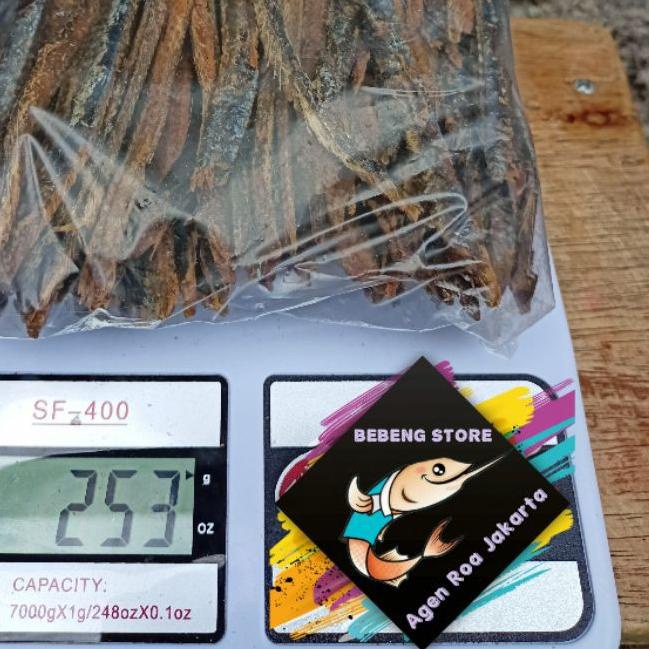 SF-400
253
g
oz
CAPACITY:
7000gX1g/248ozX0.1oz
BEBENG STORE
Agen Roa Jakarta